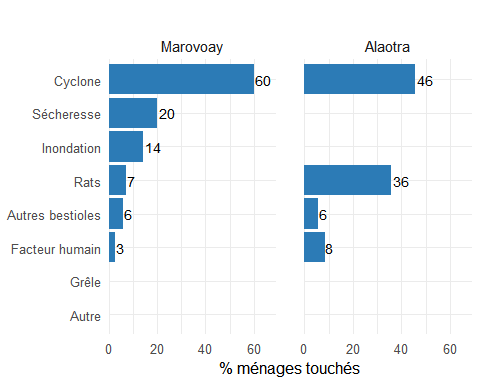 Marovoay Alaotra
Cyclone 60 46
Sécheresse 20
Inondation 14
Rats 7 36
Autres bestioles 6 6
Facteur humain 3 8
Grêle
Autre
0 20 40 60 0 20 40 60
% ménages touchés